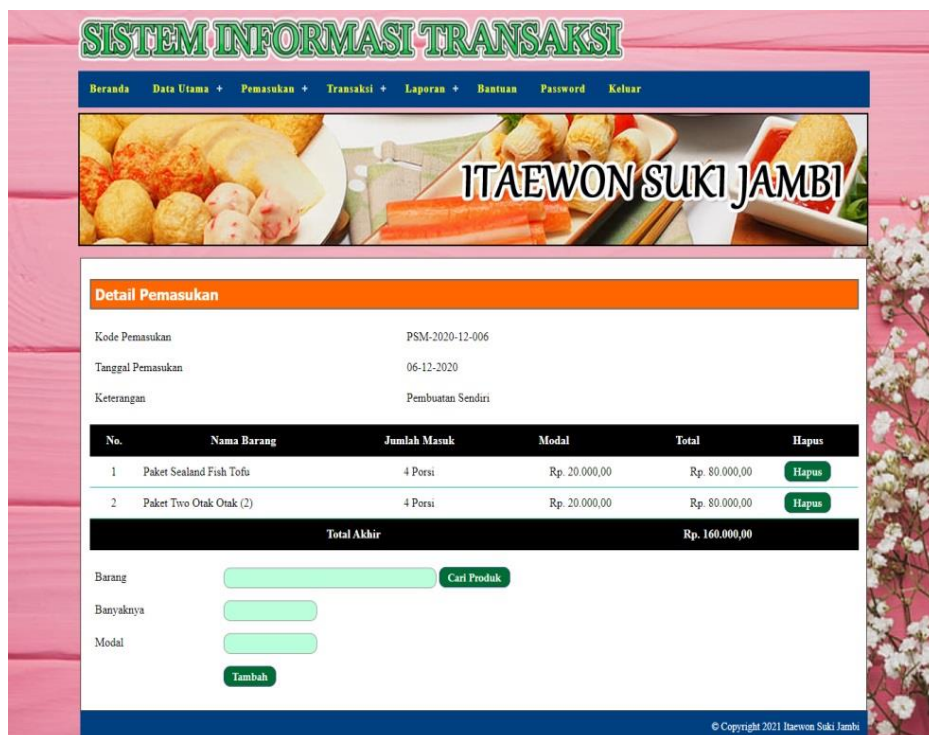 SISTEM INFORMASI TRANSAKSI
Beranda Data Utama + Pemasukan + Transaksi + Laporan + Bantuan Password Keluar
ITAEWON SUKI JAMBI
Detail Pemasukan
Kode Pemasukan PSM-2020-12-006
Tanggal Pemasukan 06-12-2020
Keterangan Pembuatan Sendiri
No. Nama Barang Jumlah Masuk Modal Total Hapus
1 Paket Sealand Fish Tofu 4 Porsi Rp. 20.000,00 Rp. 80.000,00 Hapus
2 Paket Two Otak Otak (2) 4 Porsi Rp. 20.000,00 Rp. 80.000,00 Hapus
Total Akhir Rp. 160.000,00
Barang Cari Produk
Banyaknya
Modal
Tambah
© Copyright 2021 Itaewon Suki Jambi